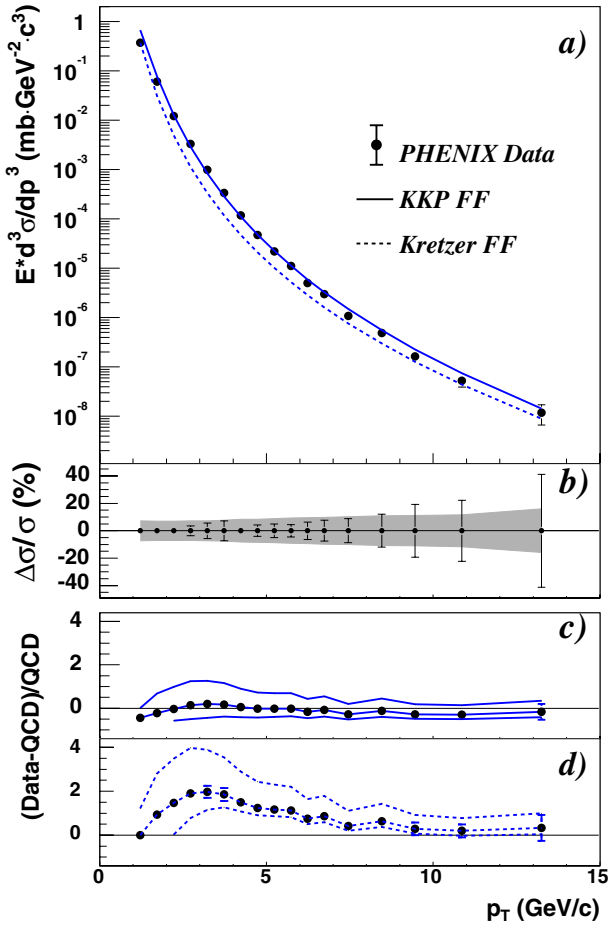 a)
E*d³σ/dp³ (mb·GeV⁻²·c³)
1
10⁻¹
10⁻²
10⁻³
10⁻⁴
10⁻⁵
10⁻⁶
10⁻⁷
10⁻⁸
PHENIX Data
KKP FF
Kretzer FF
b)
Δσ/σ (%)
40
20
0
-20
-40
c)
(Data-QCD)/QCD
4
2
0
d)
4
2
0
0
5
10
15
p_T (GeV/c)